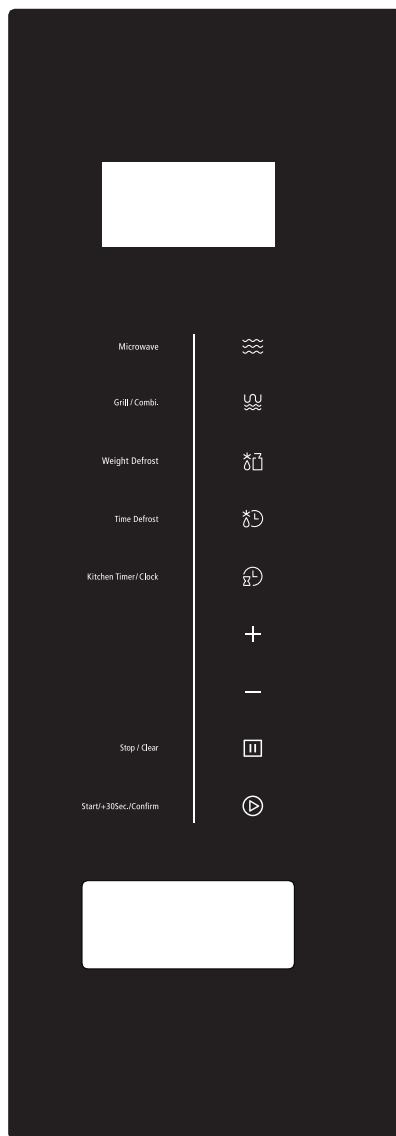 Microwave
Grill / Combi.
Weight Defrost
Time Defrost
Kitchen Timer/Clock
+
-
Stop / Clear
Start/+30Sec./Confirm